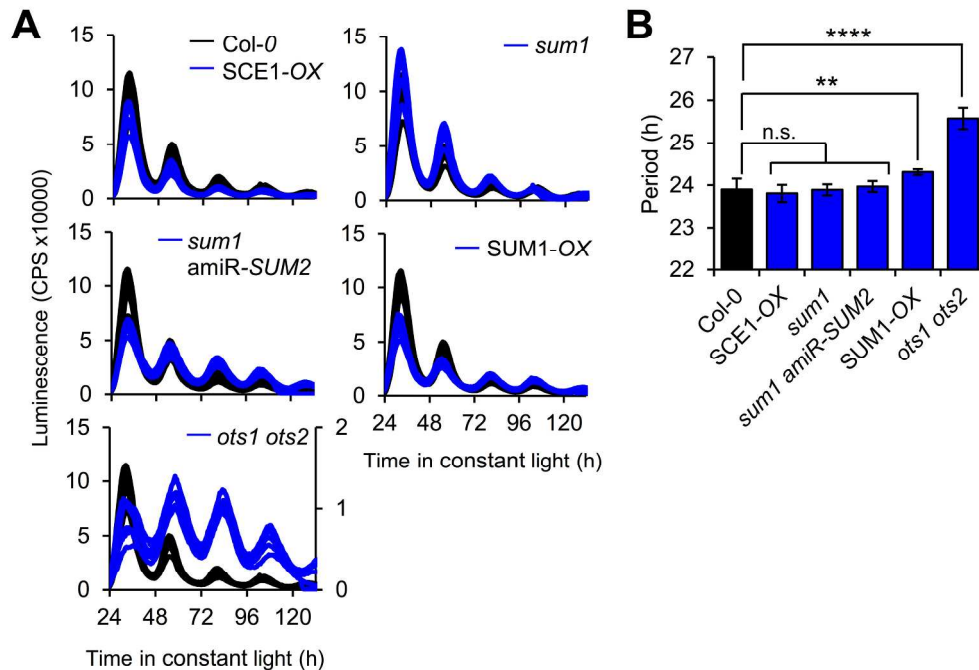 A
Col-0
SCE1-OX
15
10
5
0
sum1
15
10
5
0
Luminescence (CPS x10000)
sum1
amiR-SUM2
15
10
5
0
SUM1-OX
15
10
5
0
24 48 72 96 120
Time in constant light (h)
ots1 ots2
15
10
5
0
2
1
0
24 48 72 96 120
Time in constant light (h)
B
****
**
n.s.
Period (h)
27
26
25
24
23
22
Col-0
SCE1-OX
sum1
sum1 amiR-SUM2
SUM1-OX
ots1 ots2